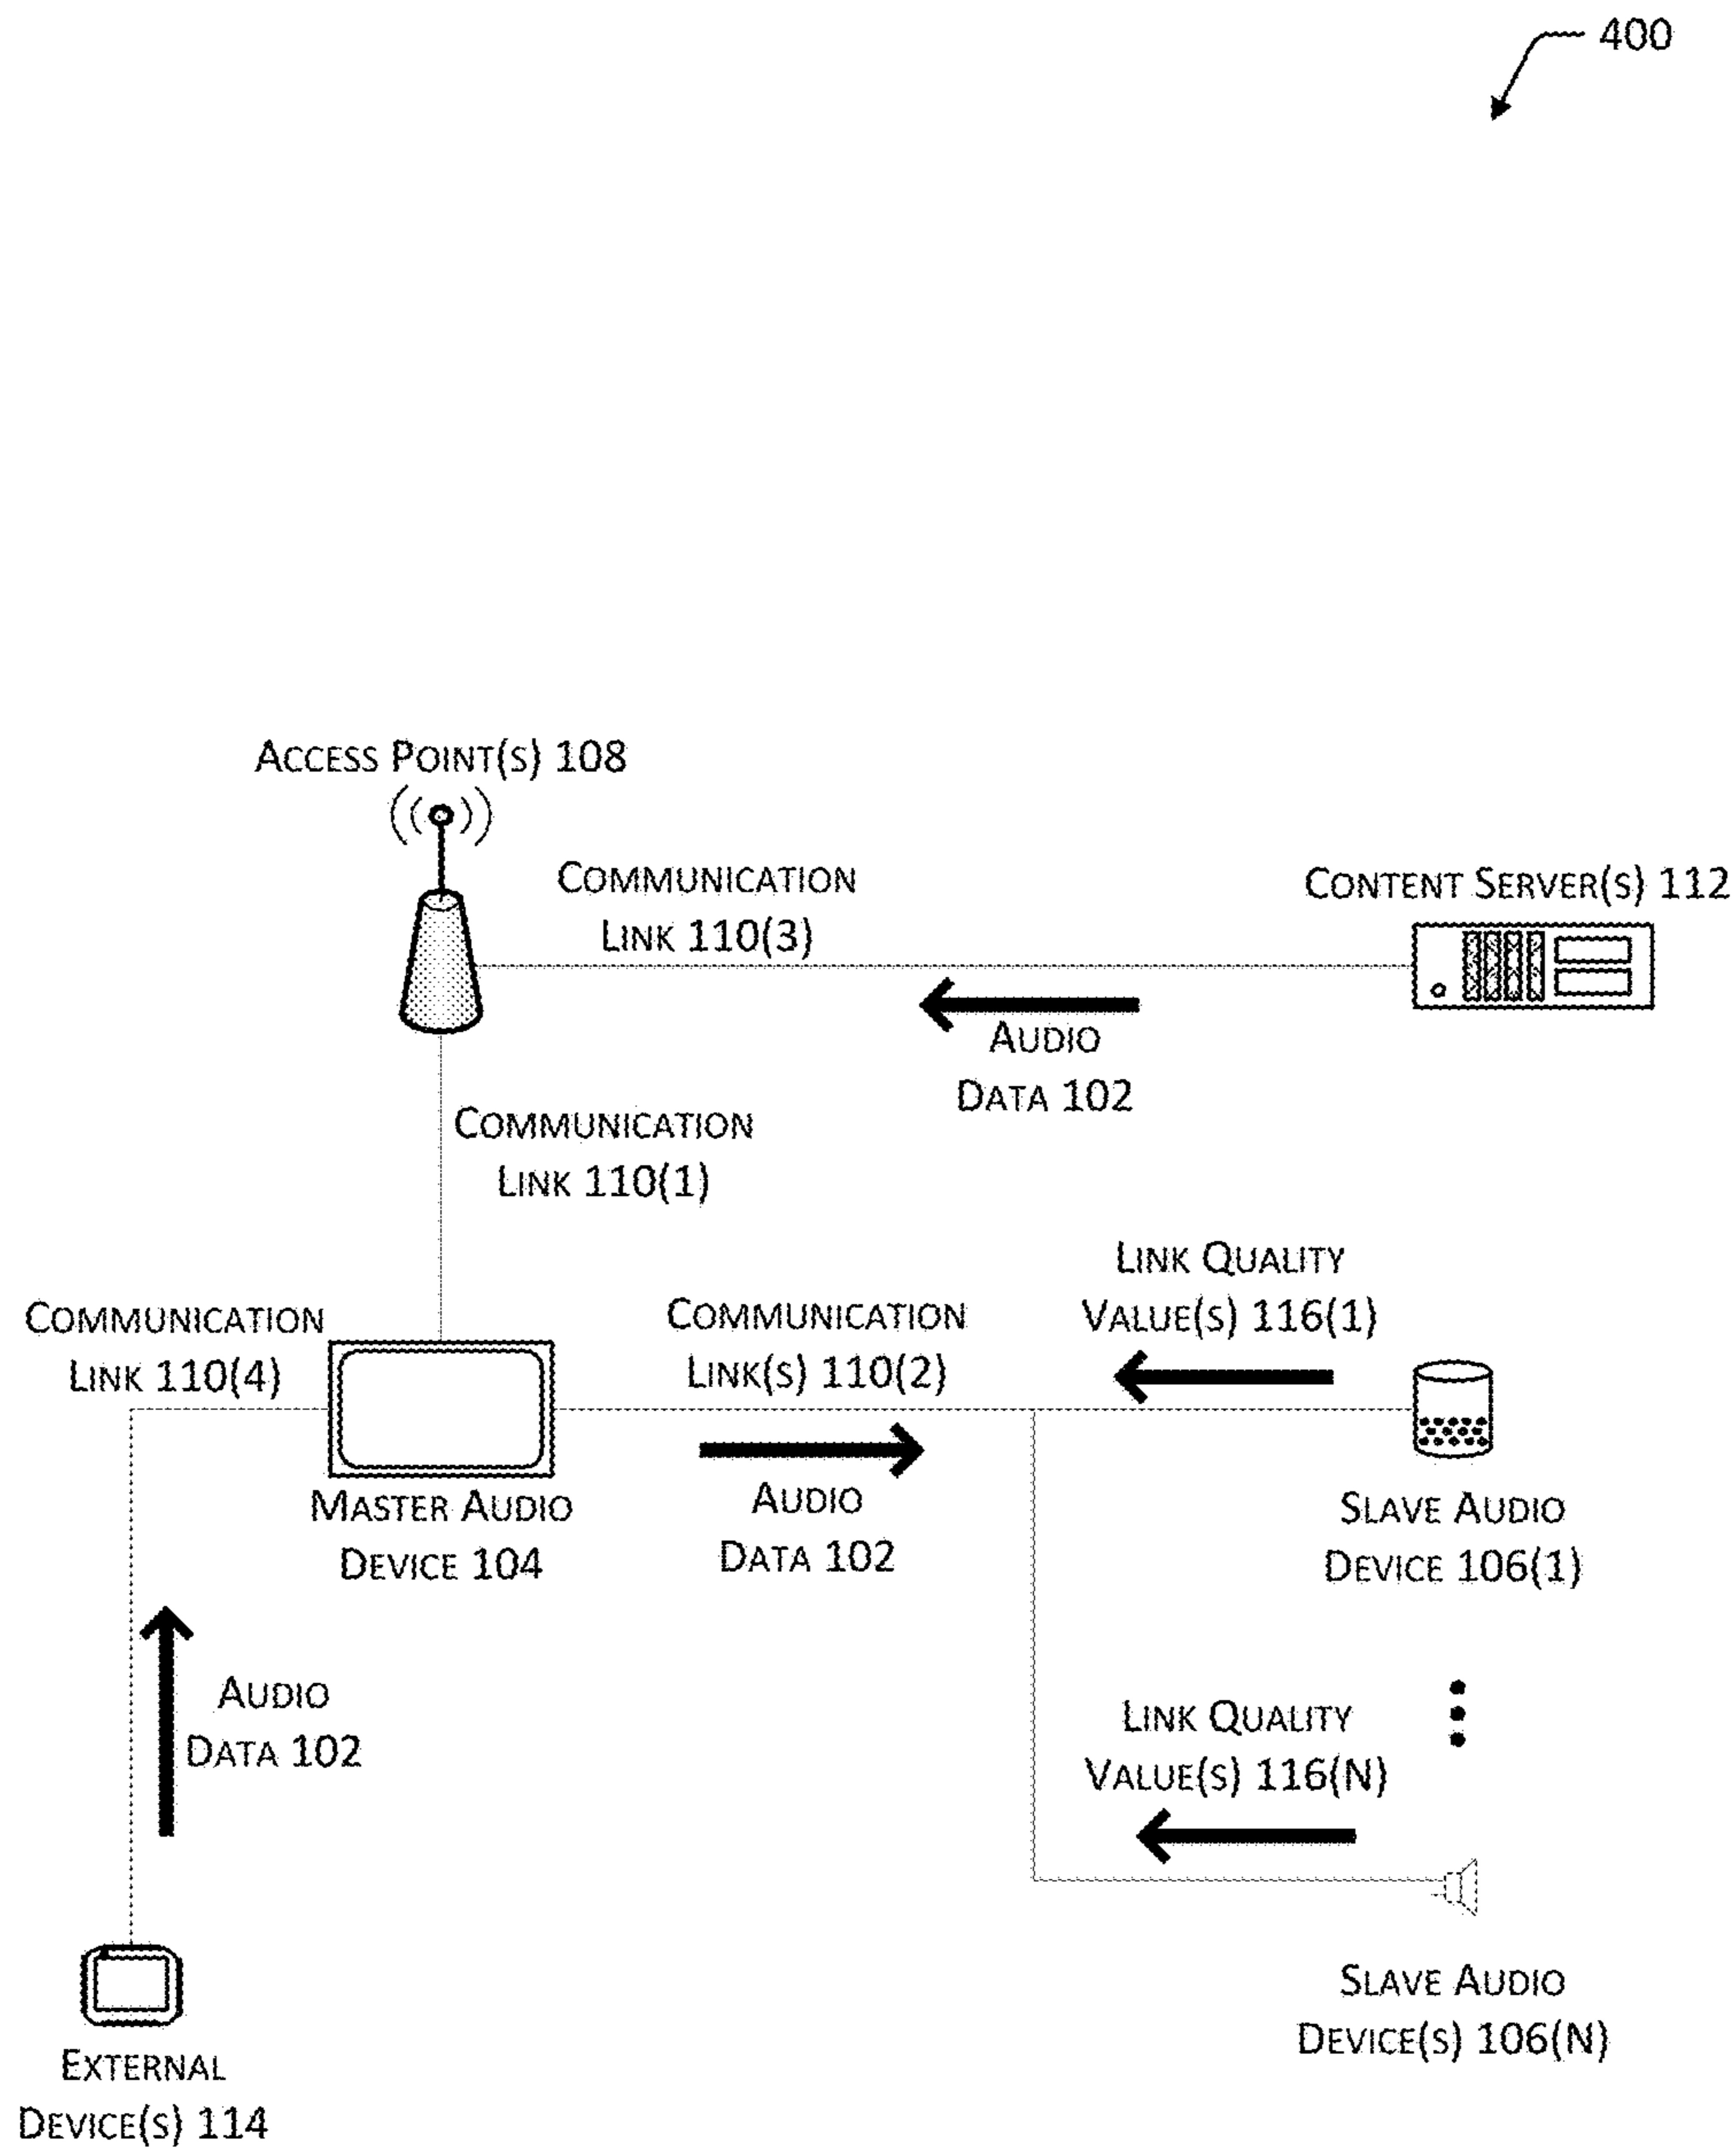 400
ACCESS POINT(S) 108
COMMUNICATION
LINK 110(3)
CONTENT SERVER(S) 112
AUDIO
DATA 102
COMMUNICATION
LINK 110(1)
LINK QUALITY
VALUE(S) 116(1)
COMMUNICATION
LINK 110(4)
COMMUNICATION
LINK(S) 110(2)
MASTER AUDIO
DEVICE 104
AUDIO
DATA 102
SLAVE AUDIO
DEVICE 106(1)
AUDIO
DATA 102
LINK QUALITY
VALUE(S) 116(N)
SLAVE AUDIO
DEVICE(S) 106(N)
EXTERNAL
DEVICE(S) 114